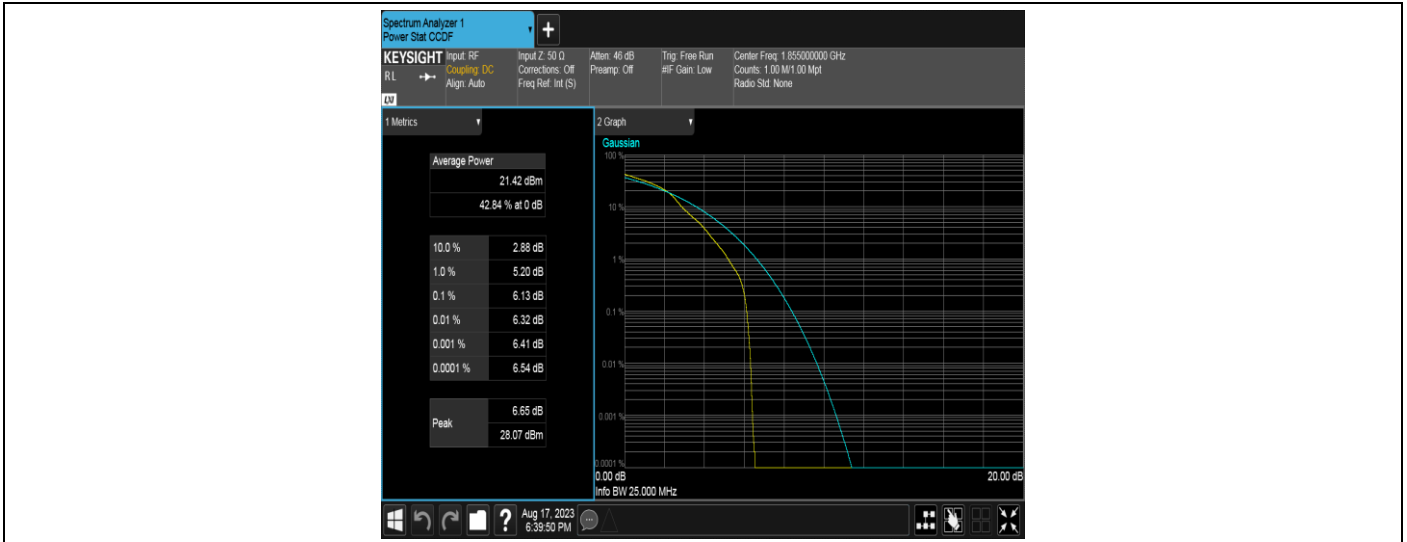 Spectrum Analyzer 1
Power Stat CCDF
+
KEYSIGHT Input: RF Input Z: 50 Ω Atten: 46 dB Trig: Free Run Center Freq: 1.855000000 GHz
RL Coupling: DC Corrections: Off Preamp: Off #IF Gain: Low Counts: 1.00 M/1.00 Mpt
Align: Auto Freq Ref: Int (S) Radio Std: None
LXI
1 Metrics
Average Power
21.42 dBm
42.84 % at 0 dB
10.0 % 2.88 dB
1.0 % 5.20 dB
0.1 % 6.13 dB
0.01 % 6.32 dB
0.001 % 6.41 dB
0.0001 % 6.54 dB
Peak 6.65 dB
28.07 dBm
2 Graph
Gaussian
100 %
10 %
1 %
0.1 %
0.01 %
0.001 %
0.0001 %
0.00 dB 20.00 dB
Info BW 25.000 MHz
? Aug 17, 2023
6:39:50 PM